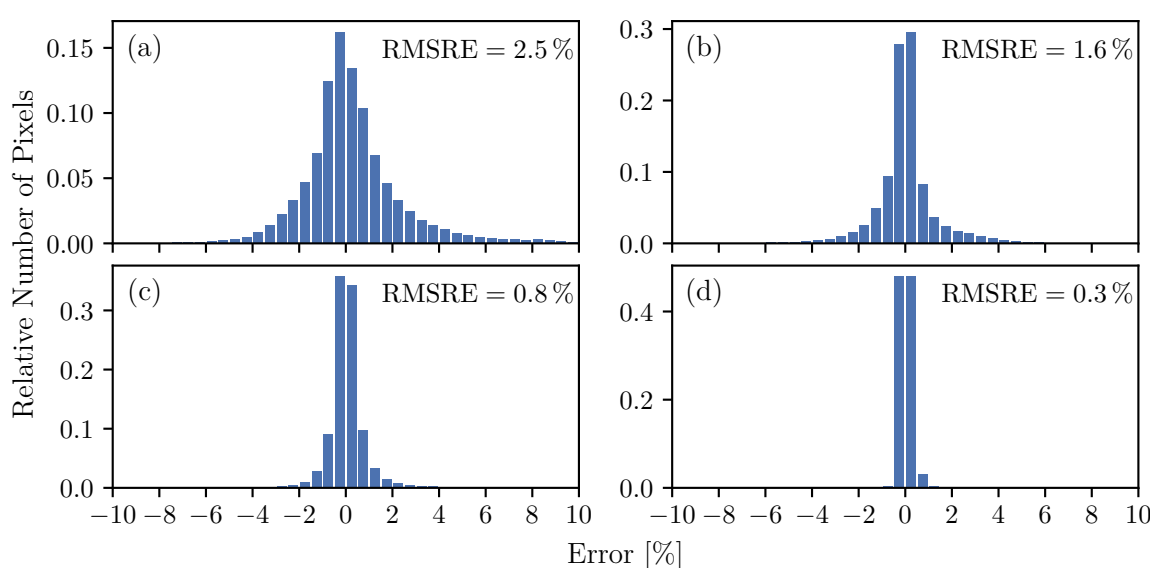 Relative Number of Pixels
(a) RMSRE = 2.5 %
0.15
0.10
0.05
0.00
(b) RMSRE = 1.6 %
0.3
0.2
0.1
0.0
(c) RMSRE = 0.8 %
0.3
0.2
0.1
0.0
−10 −8 −6 −4 −2 0 2 4 6 8 10
(d) RMSRE = 0.3 %
0.4
0.2
0.0
−10 −8 −6 −4 −2 0 2 4 6 8 10
Error [%]